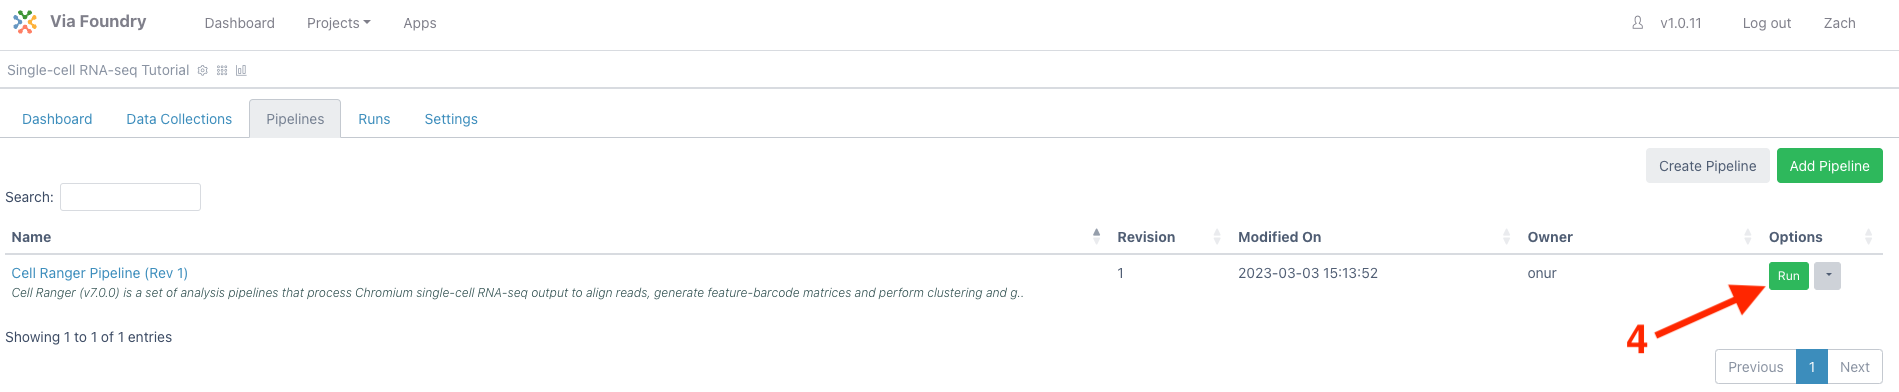 Via Foundry Dashboard Projects Apps v1.0.11 Log out Zach
Single-cell RNA-seq Tutorial
Dashboard Data Collections Pipelines Runs Settings
Create Pipeline Add Pipeline
Search:
Name Revision Modified On Owner Options
Cell Ranger Pipeline (Rev 1) 1 2023-03-03 15:13:52 onur Run
Cell Ranger (v7.0.0) is a set of analysis pipelines that process Chromium single-cell RNA-seq output to align reads, generate feature-barcode matrices and perform clustering and g..
Showing 1 to 1 of 1 entries
4
Previous 1 Next